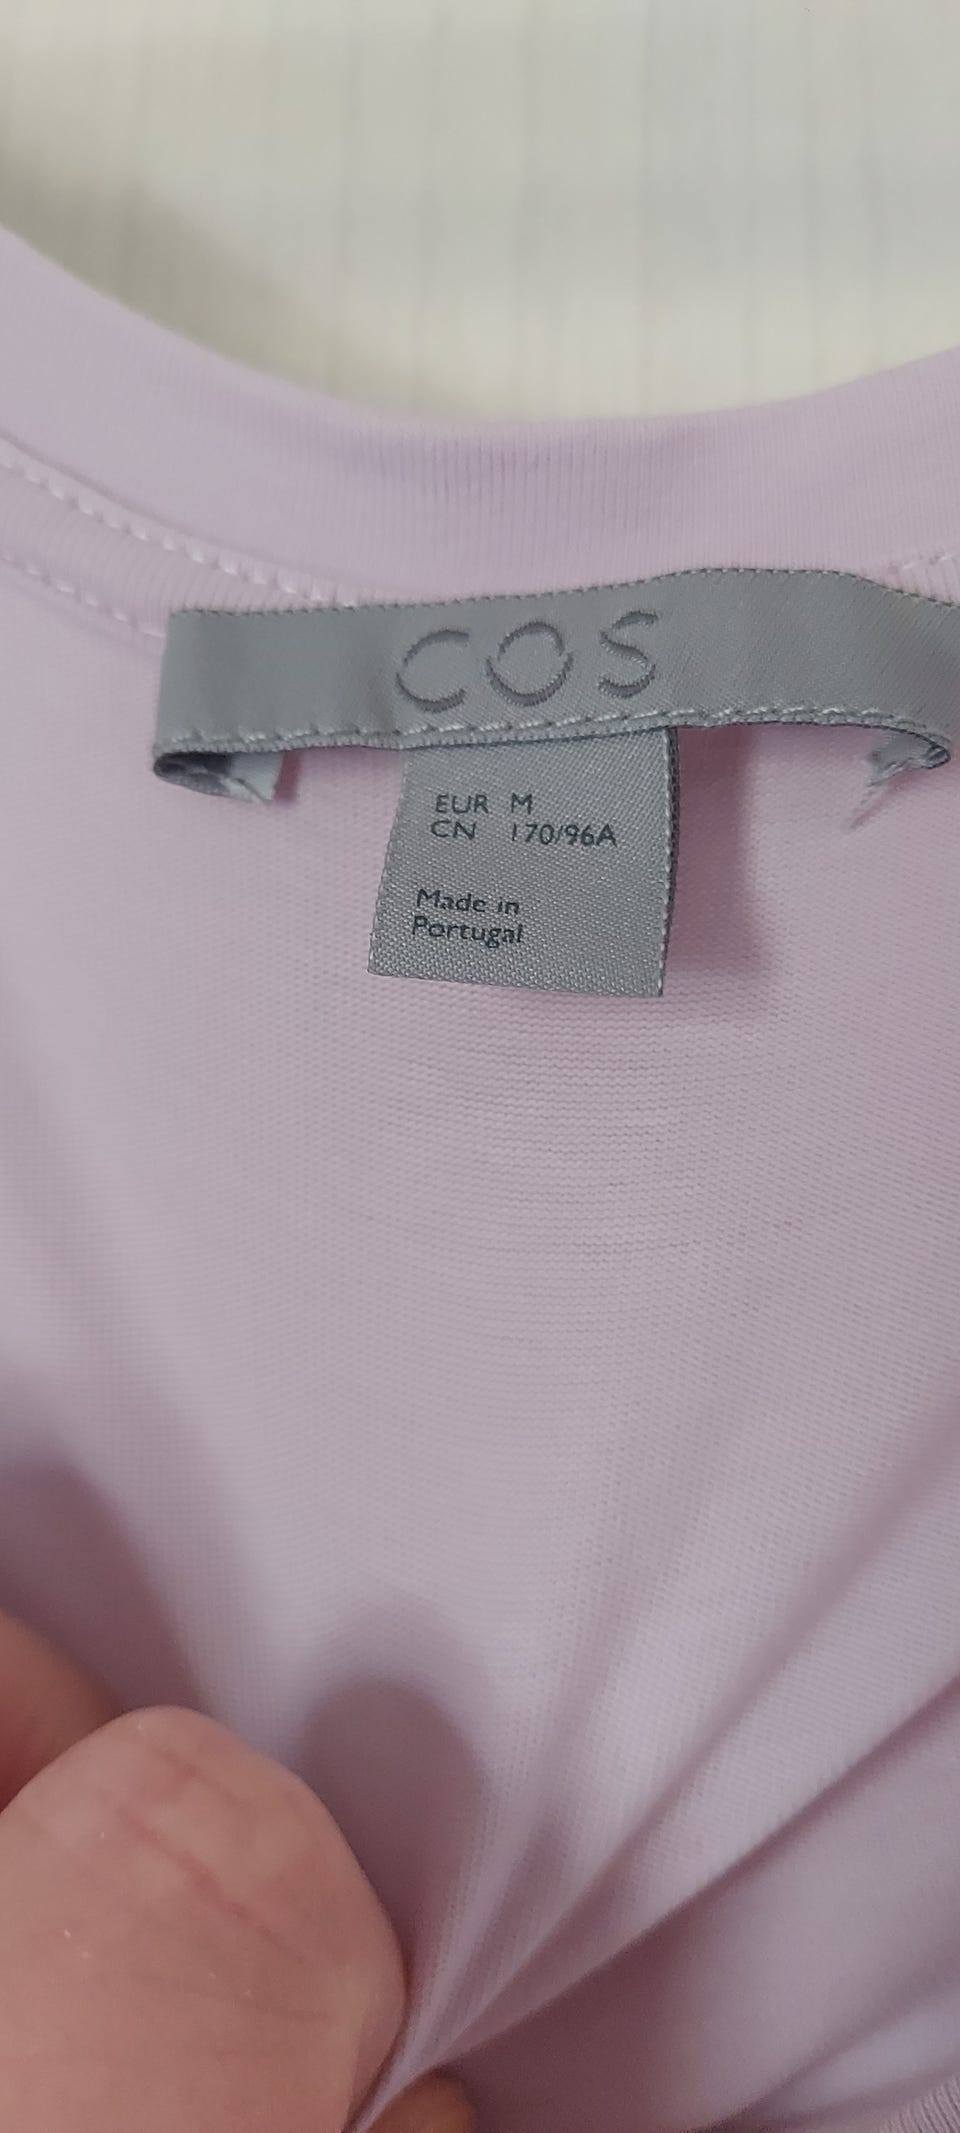 COS
EUR M
CN 170/96A
Made in
Portugal